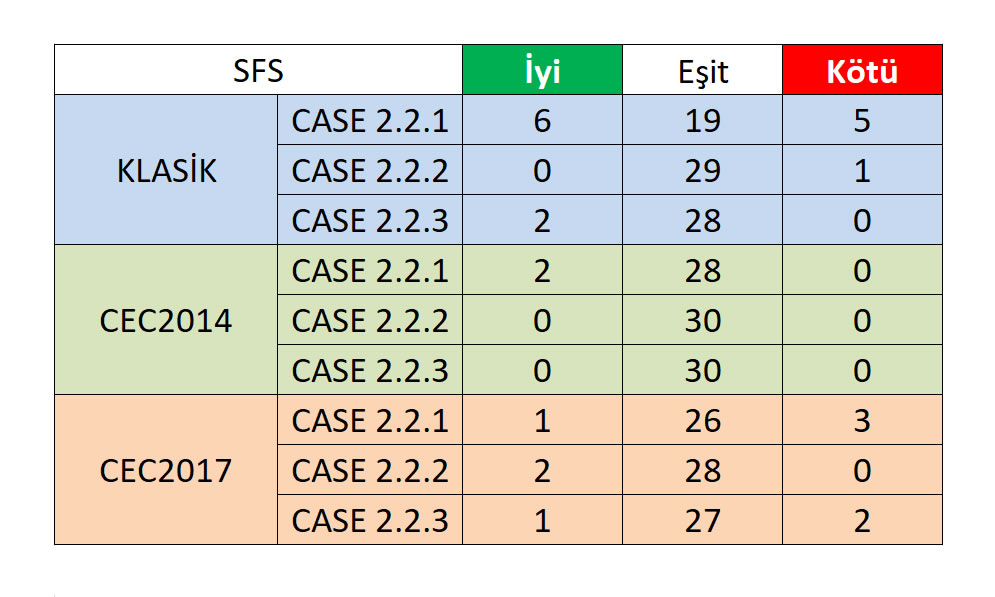 SFS İyi Eşit Kötü
KLASİK CASE 2.2.1 6 19 5
CASE 2.2.2 0 29 1
CASE 2.2.3 2 28 0
CEC2014 CASE 2.2.1 2 28 0
CASE 2.2.2 0 30 0
CASE 2.2.3 0 30 0
CEC2017 CASE 2.2.1 1 26 3
CASE 2.2.2 2 28 0
CASE 2.2.3 1 27 2